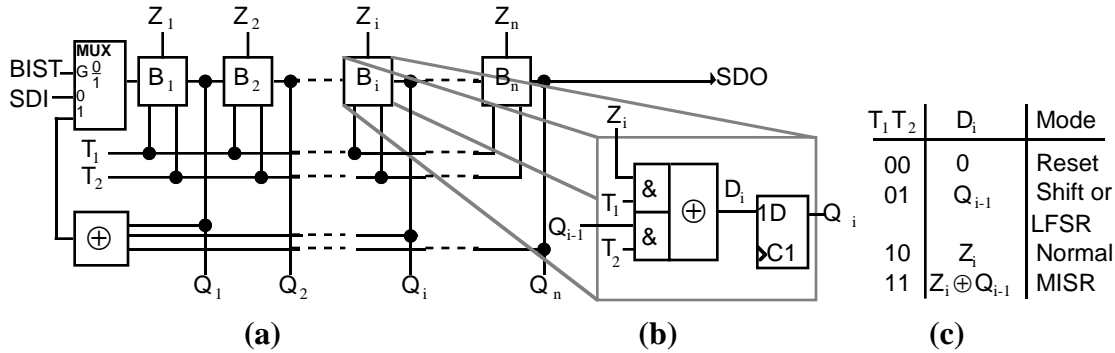 Z1 Z2 Zi Zn
MUX
BIST
G 0/1
SDI
0
1
B1 B2 Bi Bn
SDO
T1
T2
⊕
Q1 Q2 Qi Qn
(a)
Zi
&
T1
Qi-1
&
T2
⊕
Di
1D
C1
Qi
(b)
T1T2 Di Mode
00 0 Reset
01 Qi-1 Shift or
LFSR
10 Zi Normal
11 Zi⊕Qi-1 MISR
(c)